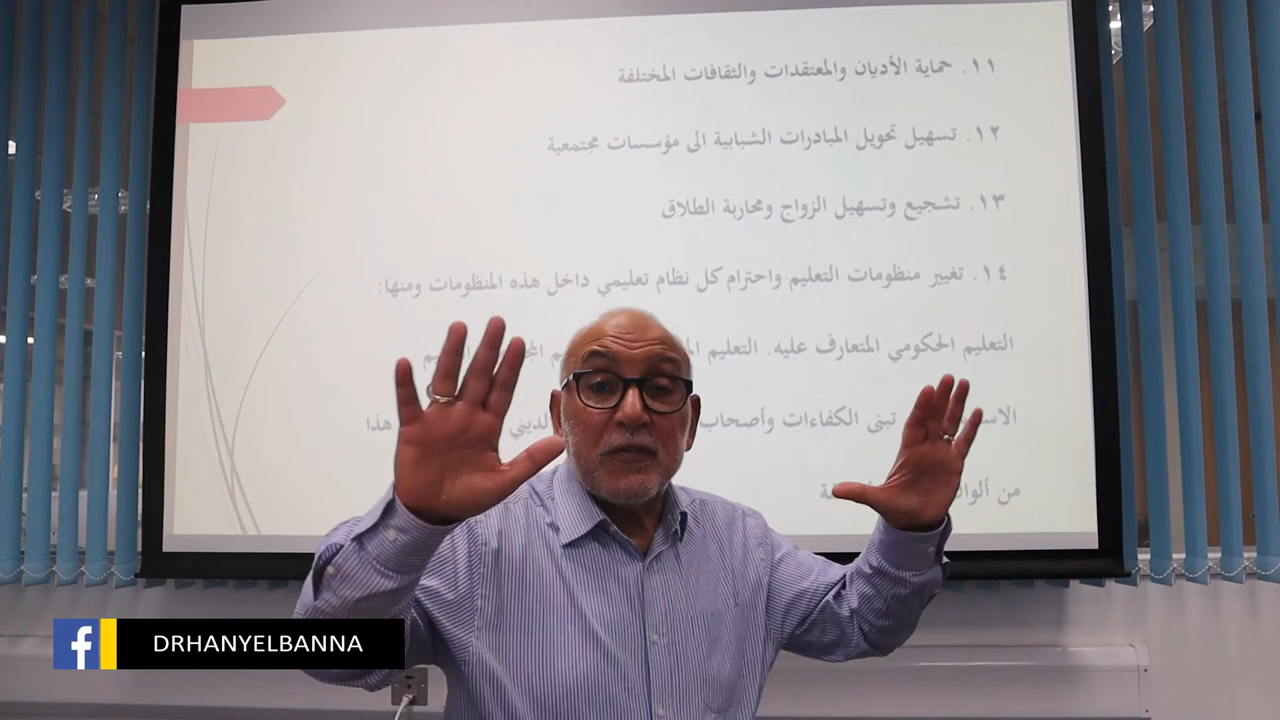 ١١. حماية الأديان والمعتقدات والثقافات المختلفة
١٢. تسهيل تحويل المبادرات الشبابية الى مؤسسات مجتمعية
١٣. تشجيع وتسهيل الزواج ومحاربة الطلاق
١٤. تغيير منظومات التعليم واحترام كل نظام تعليمي داخل هذه المنظومات ومنها:
التعليم الحكومي المتعارف عليه. التعليم
تبنى الكفاءات وأصحاب الديني هذا
من
DRHANYELBANNA